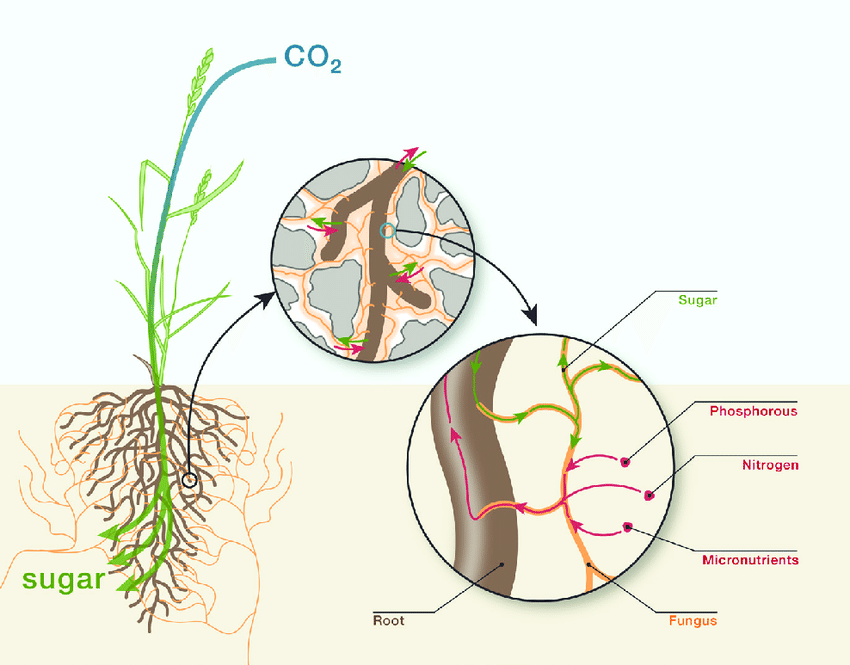 CO₂
Sugar
Phosphorous
Nitrogen
Micronutrients
sugar
Root
Fungus